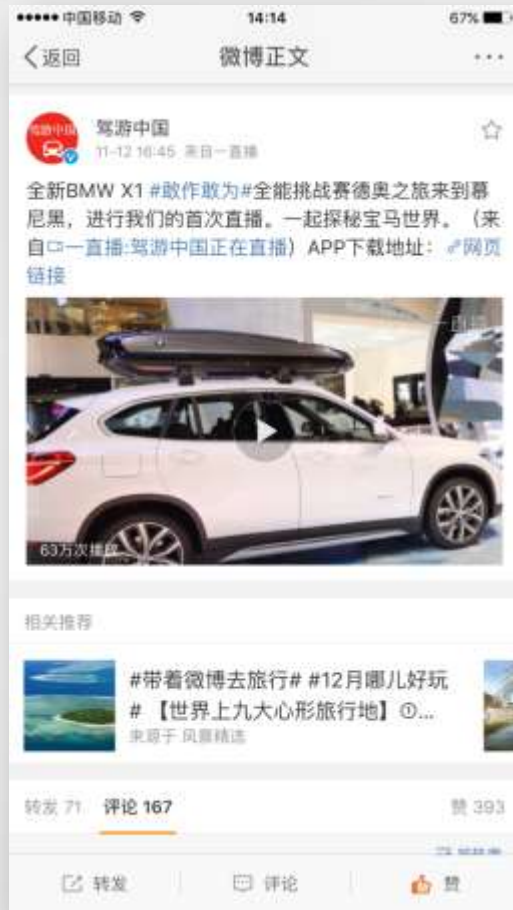 中国移动 14:14 67%
返回 微博正文
驾游中国
驾游中国
11-12 16:45 来自一直播
全新BMW X1 #敢作敢为#全能挑战赛德奥之旅来到慕
尼黑，进行我们的首次直播。一起探秘宝马世界。（来
自一直播:驾游中国正在直播）APP下载地址：网页
链接
一直播
63万次播放
相关推荐
#带着微博去旅行# #12月哪儿好玩
# 【世界上九大心形旅行地】①...
来源于 风景精选
转发 71 评论 167 赞 393
转发 评论 赞